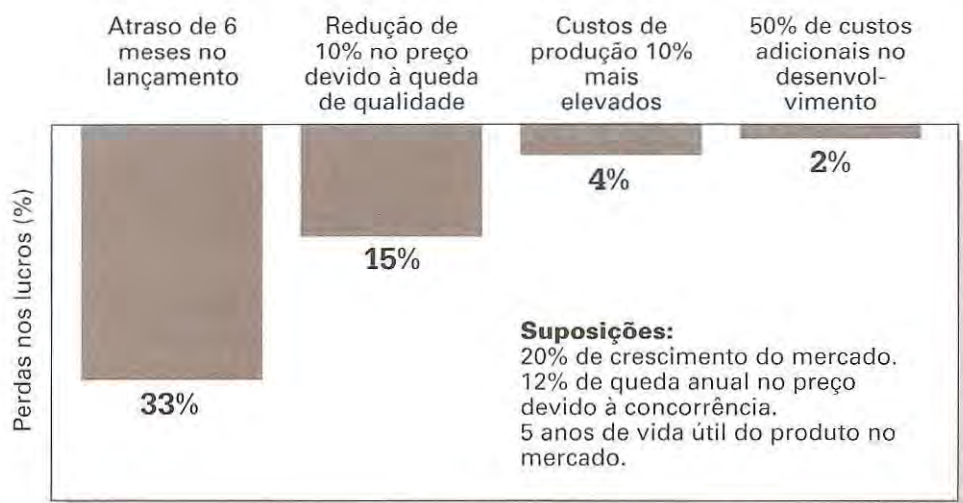 Atraso de 6
meses no
lançamento
Redução de
10% no preço
devido à queda
de qualidade
Custos de
produção 10%
mais
elevados
50% de custos
adicionais no
desenvol-
vimento
Perdas nos lucros (%)
33%
15%
4%
2%
Suposições:
20% de crescimento do mercado.
12% de queda anual no preço
devido à concorrência.
5 anos de vida útil do produto no
mercado.